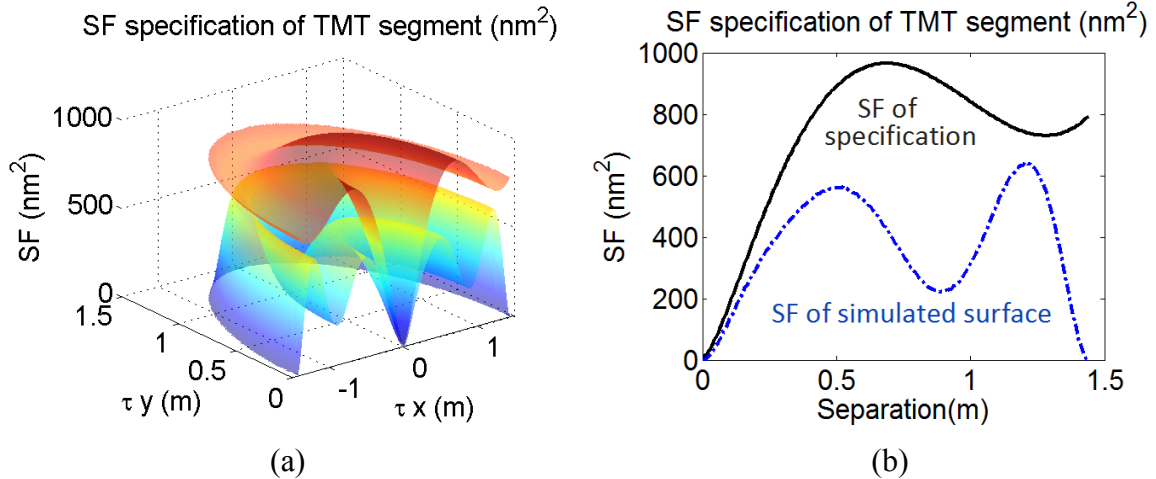 SF specification of TMT segment (nm²)
1000
500
0
SF (nm²)
1.5
1
0.5
0
τ y (m)
-1
0
1
τ x (m)
(a)
SF specification of TMT segment (nm²)
1000
800
600
400
200
0
SF (nm²)
SF of
specification
SF of simulated surface
0
0.5
1
1.5
Separation(m)
(b)